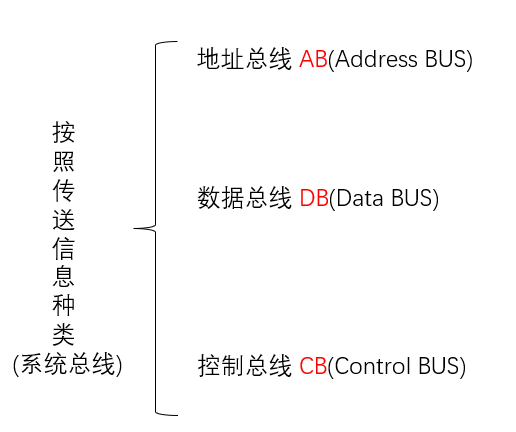 按照传送信息种类
(系统总线)
地址总线 AB(Address BUS)
数据总线 DB(Data BUS)
控制总线 CB(Control BUS)